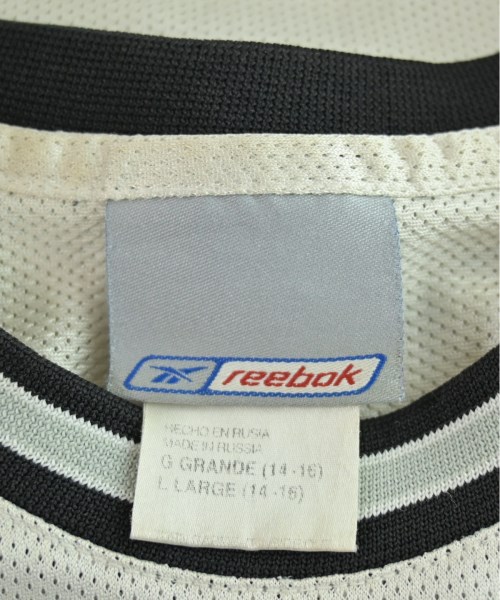 reebok
HECHO EN RUSIA
MADE IN RUSSIA
G GRANDE (14-16)
L LARGE (14-16)